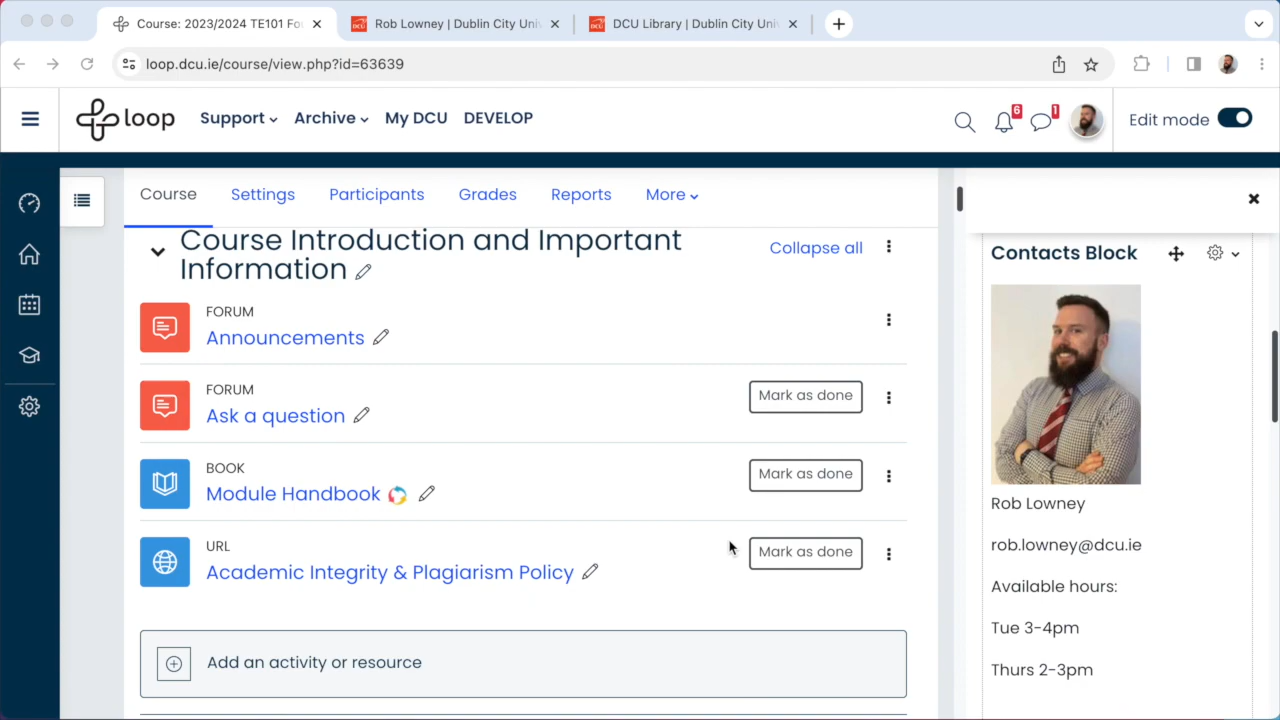 Course: 2023/2024 TE101 Fou
Rob Lowney | Dublin City Univ
DCU Library | Dublin City Univ
loop.dcu.ie/course/view.php?id=63639
loop
Support
Archive
My DCU
DEVELOP
6
1
Edit mode
Course
Settings
Participants
Grades
Reports
More
Course Introduction and Important
Information
Collapse all
FORUM
Announcements
FORUM
Ask a question
Mark as done
BOOK
Module Handbook
Mark as done
URL
Academic Integrity & Plagiarism Policy
Mark as done
Add an activity or resource
Contacts Block
Rob Lowney
rob.lowney@dcu.ie
Available hours:
Tue 3-4pm
Thurs 2-3pm